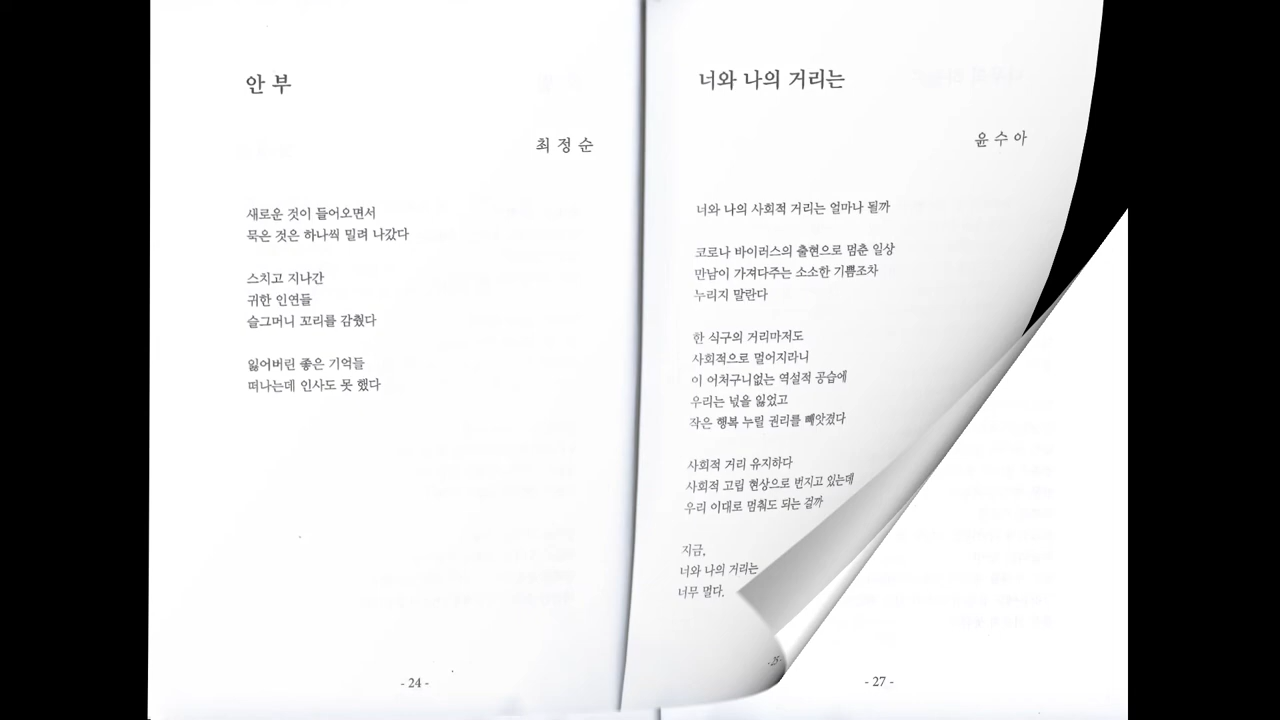 안 부
최 정 순
새로운 것이 들어오면서
묵은 것은 하나씩 밀려 나갔다
스치고 지나간
귀한 인연들
슬그머니 꼬리를 감췄다
잃어버린 좋은 기억들
떠나는데 인사도 못 했다
- 24 -
너와 나의 거리는
윤 수 아
너와 나의 사회적 거리는 얼마나 될까
코로나 바이러스의 출현으로 멈춘 일상
만남이 가져다주는 소소한 기쁨조차
누리지 말란다
한 식구의 거리마저도
사회적으로 멀어지라니
이 어처구니없는 역설적 공습에
우리는 넋을 잃었고
작은 행복 누릴 권리를 빼앗겼다
사회적 거리 유지하다
사회적 고립 현상으로 번지고 있는데
우리 이대로 멈춰도 되는 걸까
지금,
너와 나의 거리는
너무 멀다.
- 27 -